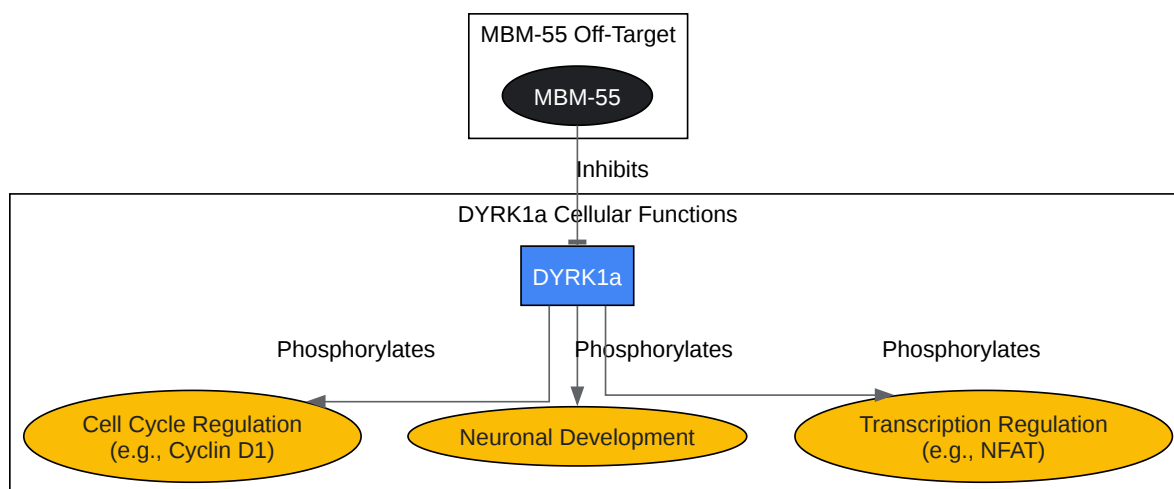 MBM-55 Off-Target
MBM-55
Inhibits
DYRK1a Cellular Functions
DYRK1a
Phosphorylates
Phosphorylates
Phosphorylates
Cell Cycle Regulation
(e.g., Cyclin D1)
Neuronal Development
Transcription Regulation
(e.g., NFAT)